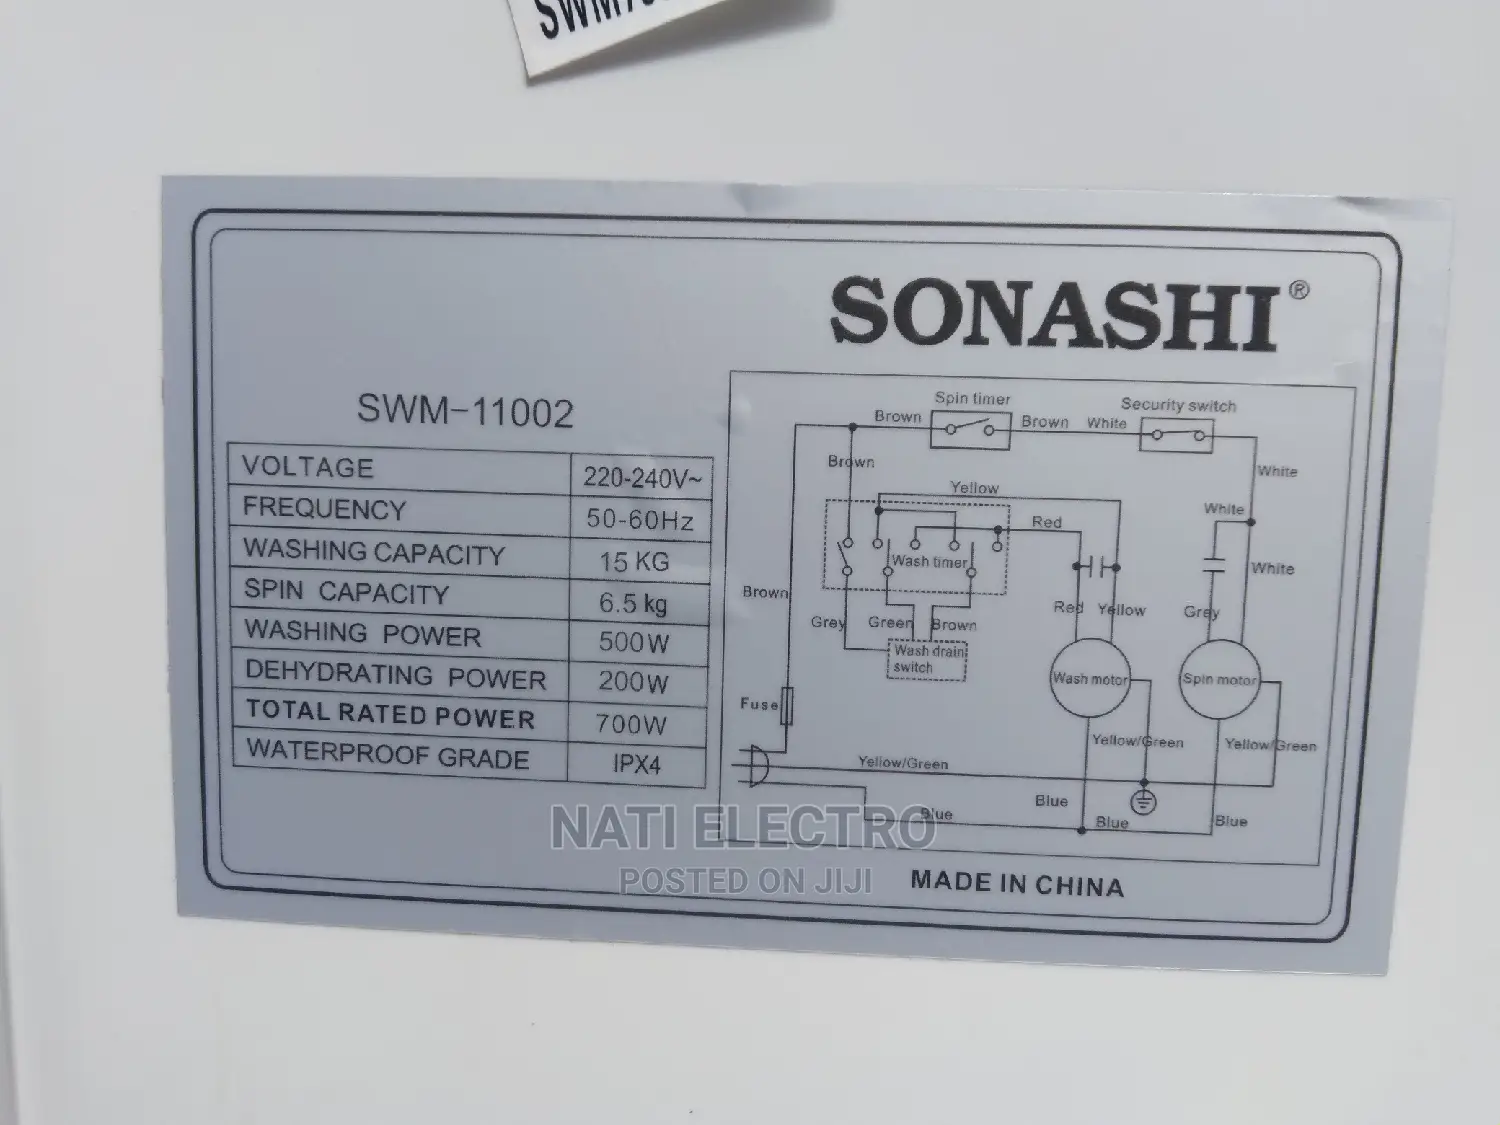 SONASHI®
SWM-11002
VOLTAGE 220-240V~
FREQUENCY 50-60Hz
WASHING CAPACITY 15 KG
SPIN CAPACITY 6.5 kg
WASHING POWER 500W
DEHYDRATING POWER 200W
TOTAL RATED POWER 700W
WATERPROOF GRADE IPX4
Spin timer
Security switch
Brown
Brown
White
Brown
White
Yellow
White
Red
Wash timer
White
Brown
Red
Yellow
Grey
Grey
Green
Brown
Wash drain
switch
Wash motor
Spin motor
Fuse
Yellow/Green
Yellow/Green
Yellow/Green
Blue
Blue
Blue
Blue
NATI ELECTRO
POSTED ON JIJI
MADE IN CHINA